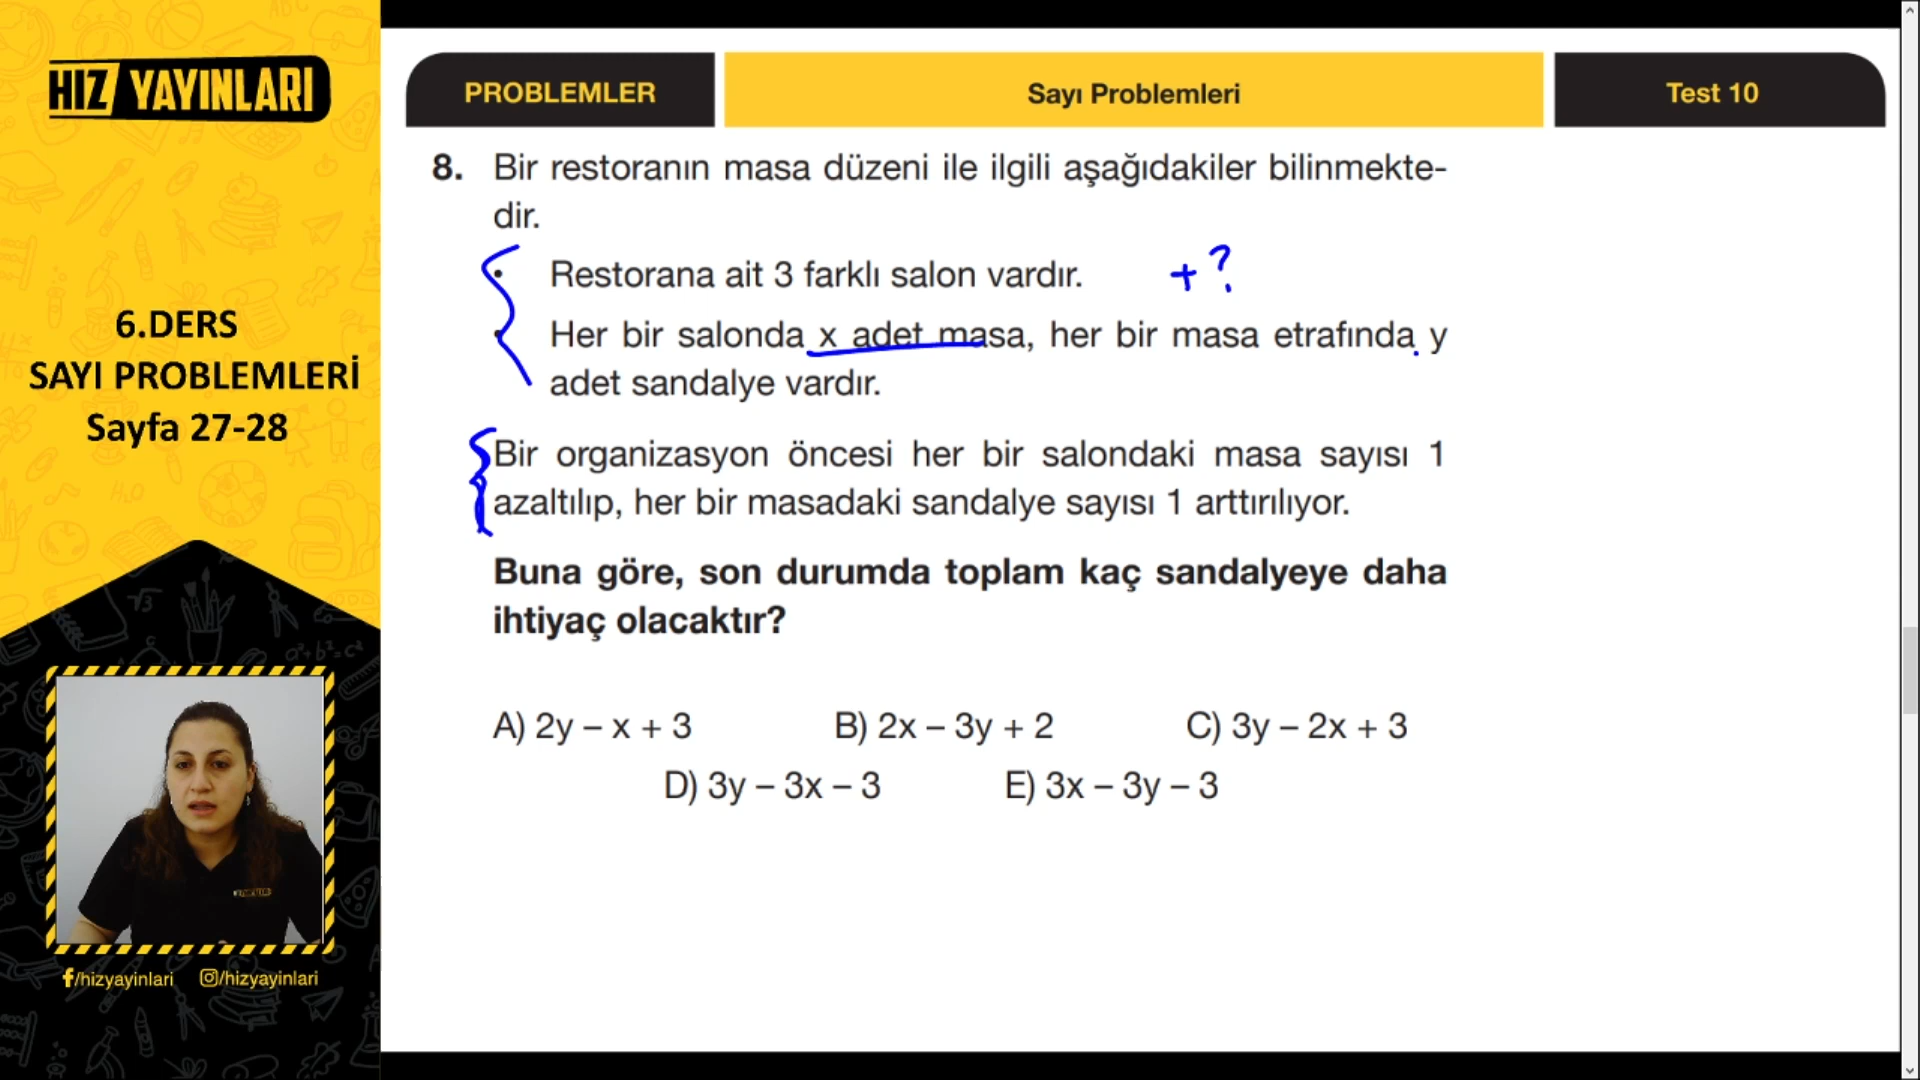 HIZ YAYINLARI
6.DERS
SAYI PROBLEMLERİ
Sayfa 27-28
/hizyayinlari /hizyayinlari
PROBLEMLER Sayı Problemleri Test 10
8. Bir restoranın masa düzeni ile ilgili aşağıdakiler bilinmekte-
dir.
• Restorana ait 3 farklı salon vardır. + ?
• Her bir salonda x adet masa, her bir masa etrafında y
adet sandalye vardır.
Bir organizasyon öncesi her bir salondaki masa sayısı 1
azaltılıp, her bir masadaki sandalye sayısı 1 arttırılıyor.
Buna göre, son durumda toplam kaç sandalyeye daha
ihtiyaç olacaktır?
A) 2y – x + 3 B) 2x – 3y + 2 C) 3y – 2x + 3
D) 3y – 3x – 3 E) 3x – 3y – 3